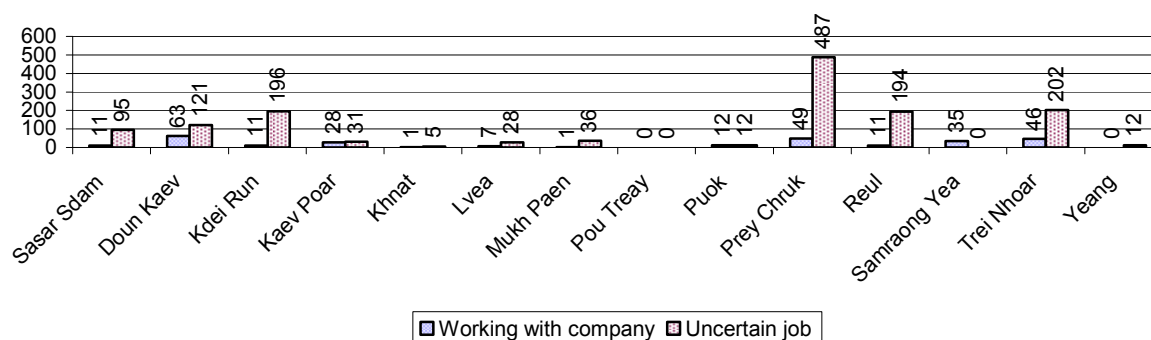 600
500
400
300
200
100
0
11 95 63 121 11 196 28 31 1 5 7 28 1 36 0 0 12 12 49 487 11 194 35 0 46 202 0 12
Sasar Sdam Doun Kaev Kdei Run Kaev Poar Khnat Lvea Mukh Paen Pou Treay Puok Prey Chruk Reul Samraong Yea Trei Nhoar Yeang
Working with company Uncertain job